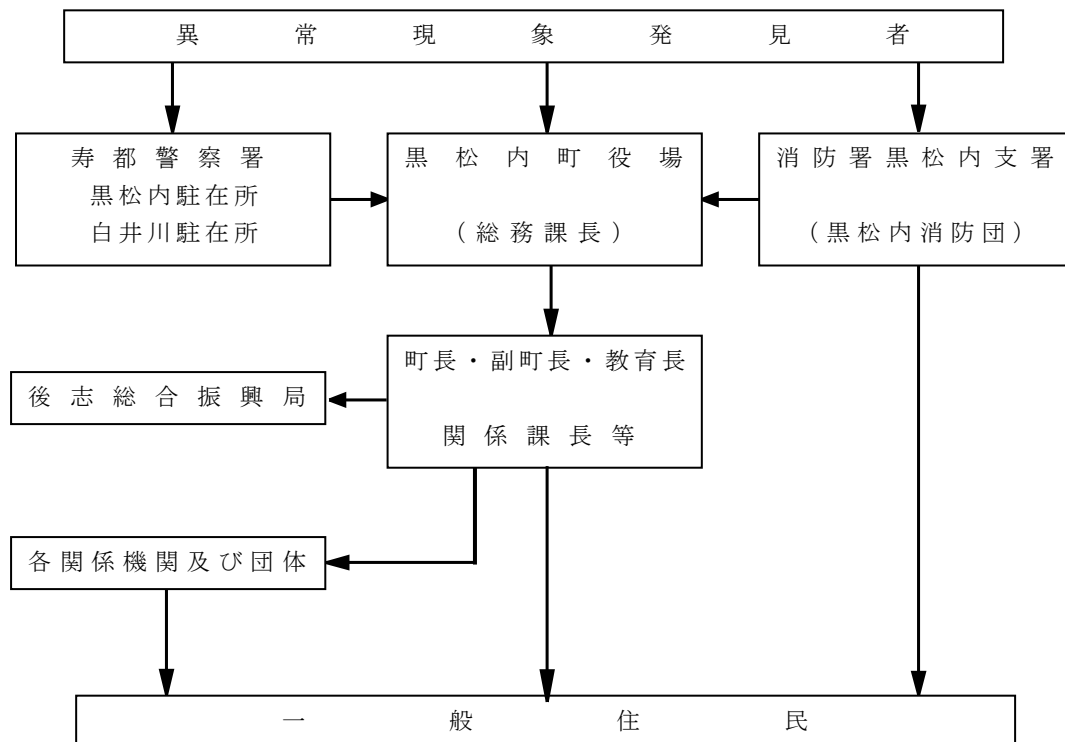 異常現象発見者
寿都警察署
黒松内駐在所
白井川駐在所
黒松内町役場
(総務課長)
消防署黒松内支署
(黒松内消防団)
町長・副町長・教育長
関係課長等
後志総合振興局
各関係機関及び団体
一般住民